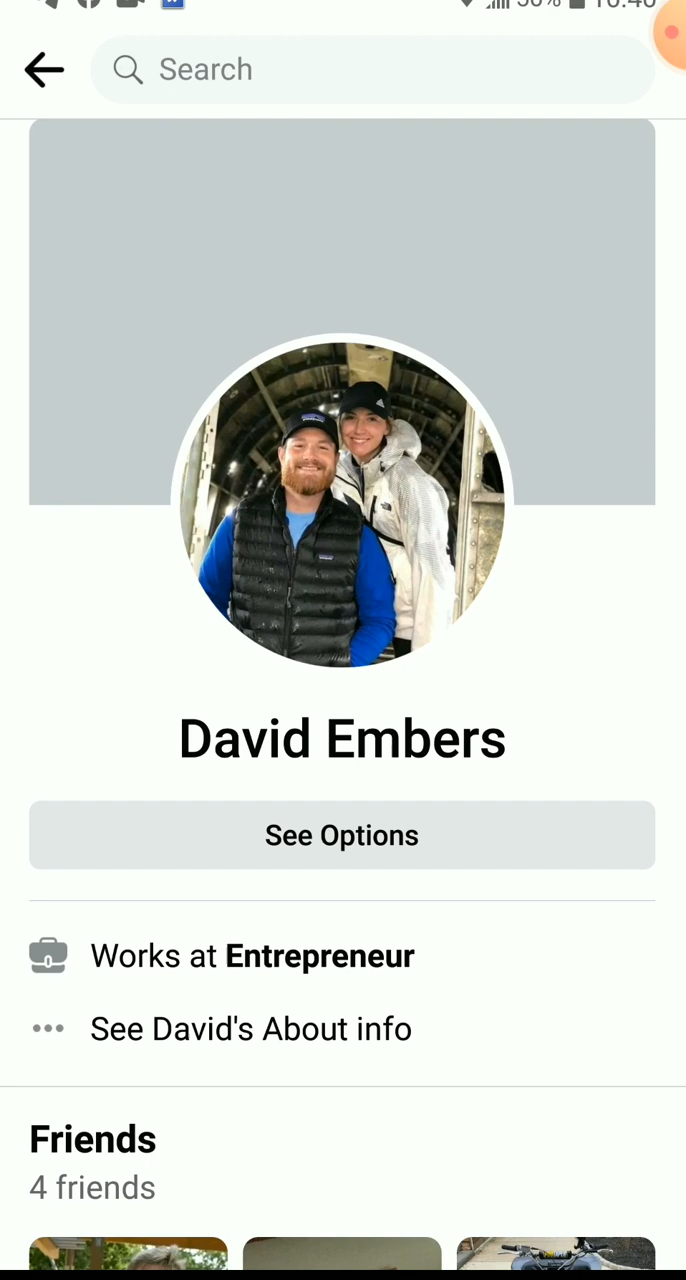 Search
David Embers
See Options
Works at Entrepreneur
See David's About info
Friends
4 friends